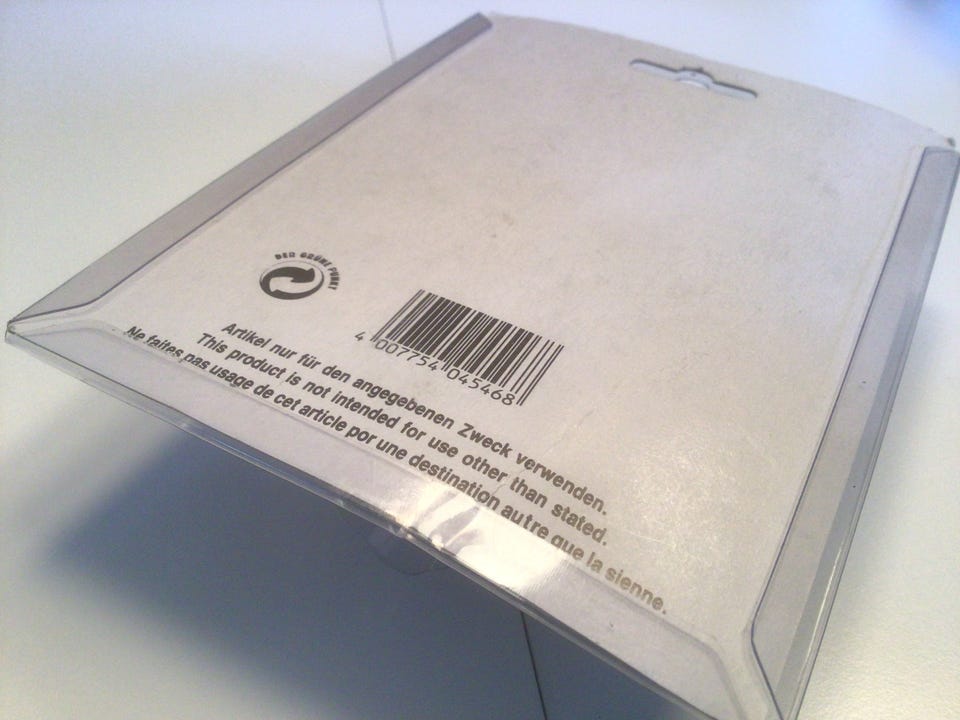 DER GRÜNE PUNKT
4 007754 045468
Artikel nur für den angegebenen Zweck verwenden.
This product is not intended for use other than stated.
Ne faites pas usage de cet article por une destination autre que la sienne.